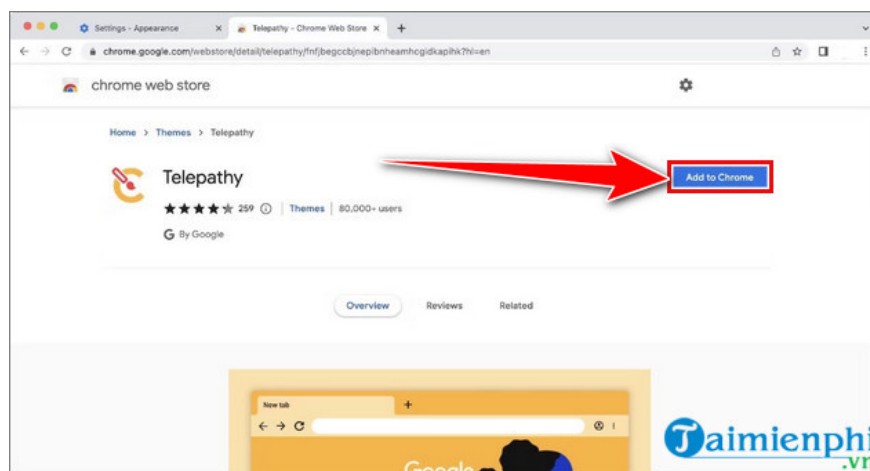 Settings - Appearance
Telepathy - Chrome Web Store
chrome.google.com/webstore/detail/telepathy/fnfjbegccbjnepibnheamhcgidkapihk?hl=en
chrome web store
Home > Themes > Telepathy
Telepathy
Add to Chrome
259 Themes 80,000+ users
G By Google
Overview Reviews Related
New tab
Google
Taimienphi
.vn